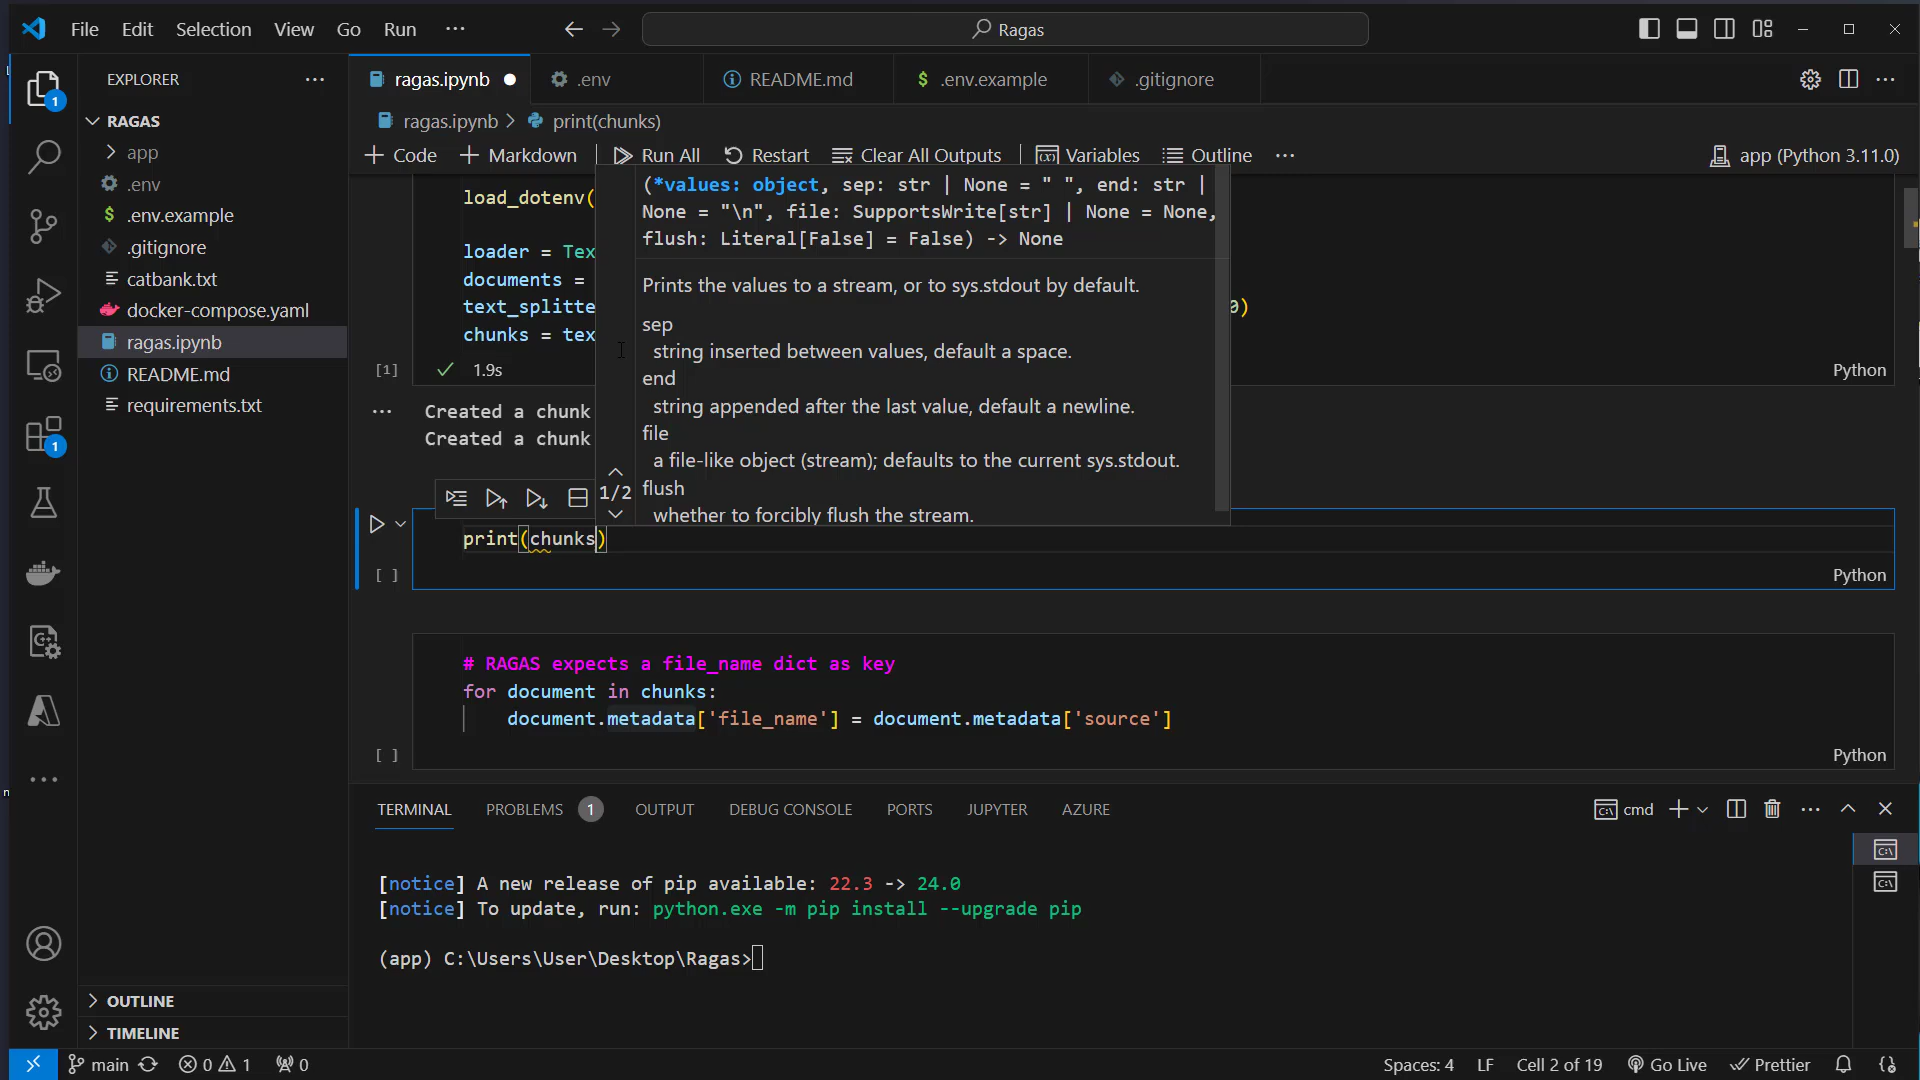 File Edit Selection View Go Run ··· Ragas
EXPLORER ···
ragas.ipynb .env README.md $ .env.example .gitignore ···
RAGAS
app
.env
$ .env.example
.gitignore
catbank.txt
docker-compose.yaml
ragas.ipynb
README.md
requirements.txt
OUTLINE
TIMELINE
ragas.ipynb > print(chunks)
+ Code + Markdown Run All Restart Clear All Outputs Variables Outline ··· app (Python 3.11.0)
load_dotenv(
loader = Tex
documents =
text_splitte 0)
chunks = tex
[1] ✓ 1.9s Python
(*values: object, sep: str | None = " ", end: str |
None = "\n", file: SupportsWrite[str] | None = None,
flush: Literal[False] = False) -> None
Prints the values to a stream, or to sys.stdout by default.
sep
string inserted between values, default a space.
end
string appended after the last value, default a newline.
file
a file-like object (stream); defaults to the current sys.stdout.
flush
whether to forcibly flush the stream.
1/2
··· Created a chunk
Created a chunk
print(chunks)
[ ] Python
# RAGAS expects a file_name dict as key
for document in chunks:
document.metadata['file_name'] = document.metadata['source']
[ ] Python
TERMINAL PROBLEMS 1 OUTPUT DEBUG CONSOLE PORTS JUPYTER AZURE cmd
[notice] A new release of pip available: 22.3 -> 24.0
[notice] To update, run: python.exe -m pip install --upgrade pip
(app) C:\Users\User\Desktop\Ragas>
main 0 1 0 Spaces: 4 LF Cell 2 of 19 Go Live Prettier